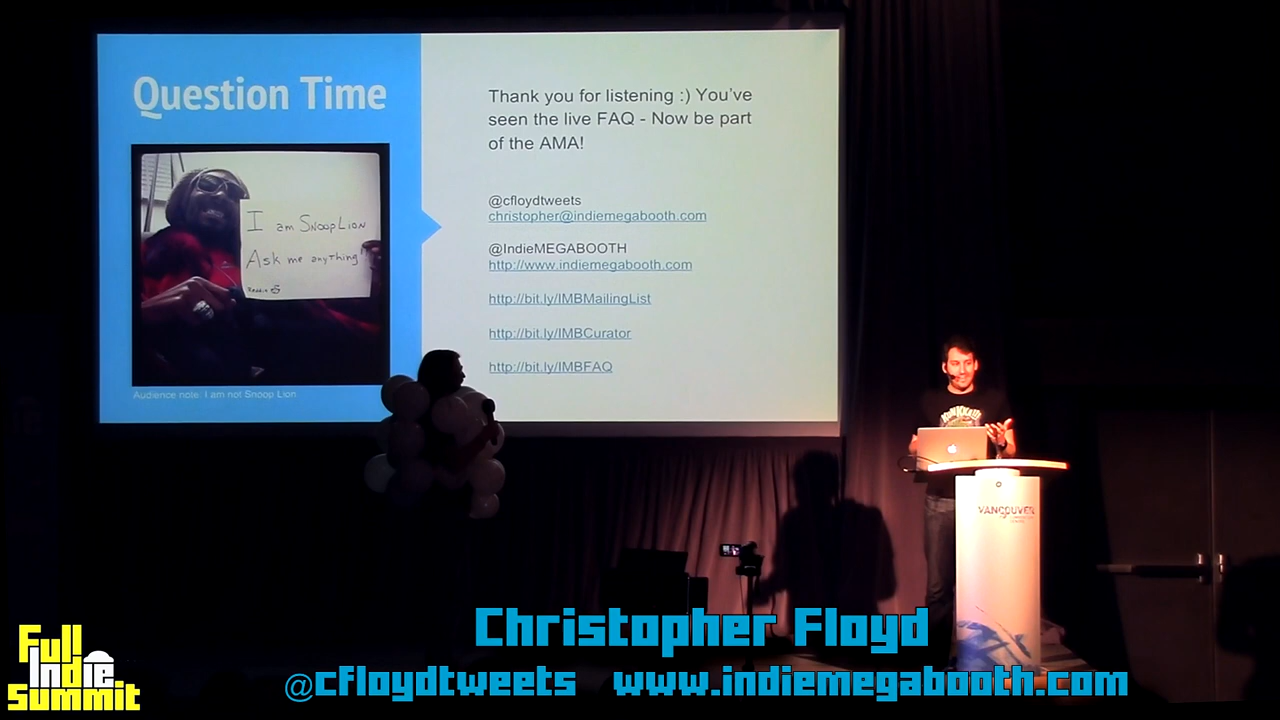 Question Time
I am Snoop Lion
Ask me anything!
Reddit
Audience note: I am not Snoop Lion
Thank you for listening :) You've
seen the live FAQ - Now be part
of the AMA!
@cfloydtweets
christopher@indiemegabooth.com
@IndieMEGABOOTH
http://www.indiemegabooth.com
http://bit.ly/IMBMailingList
http://bit.ly/IMBCurator
http://bit.ly/IMBFAQ
VANCOUVER
Full
Indie
Summit
Christopher Floyd
@cfloydtweets www.indiemegabooth.com